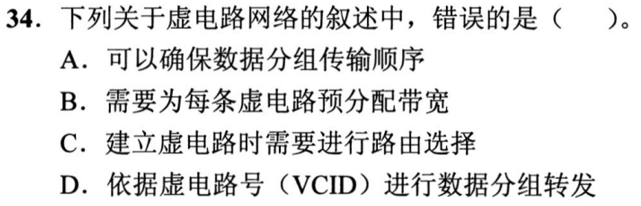 34．下列关于虚电路网络的叙述中，错误的是（　　）。
A．可以确保数据分组传输顺序
B．需要为每条虚电路预分配带宽
C．建立虚电路时需要进行路由选择
D．依据虚电路号（VCID）进行数据分组转发